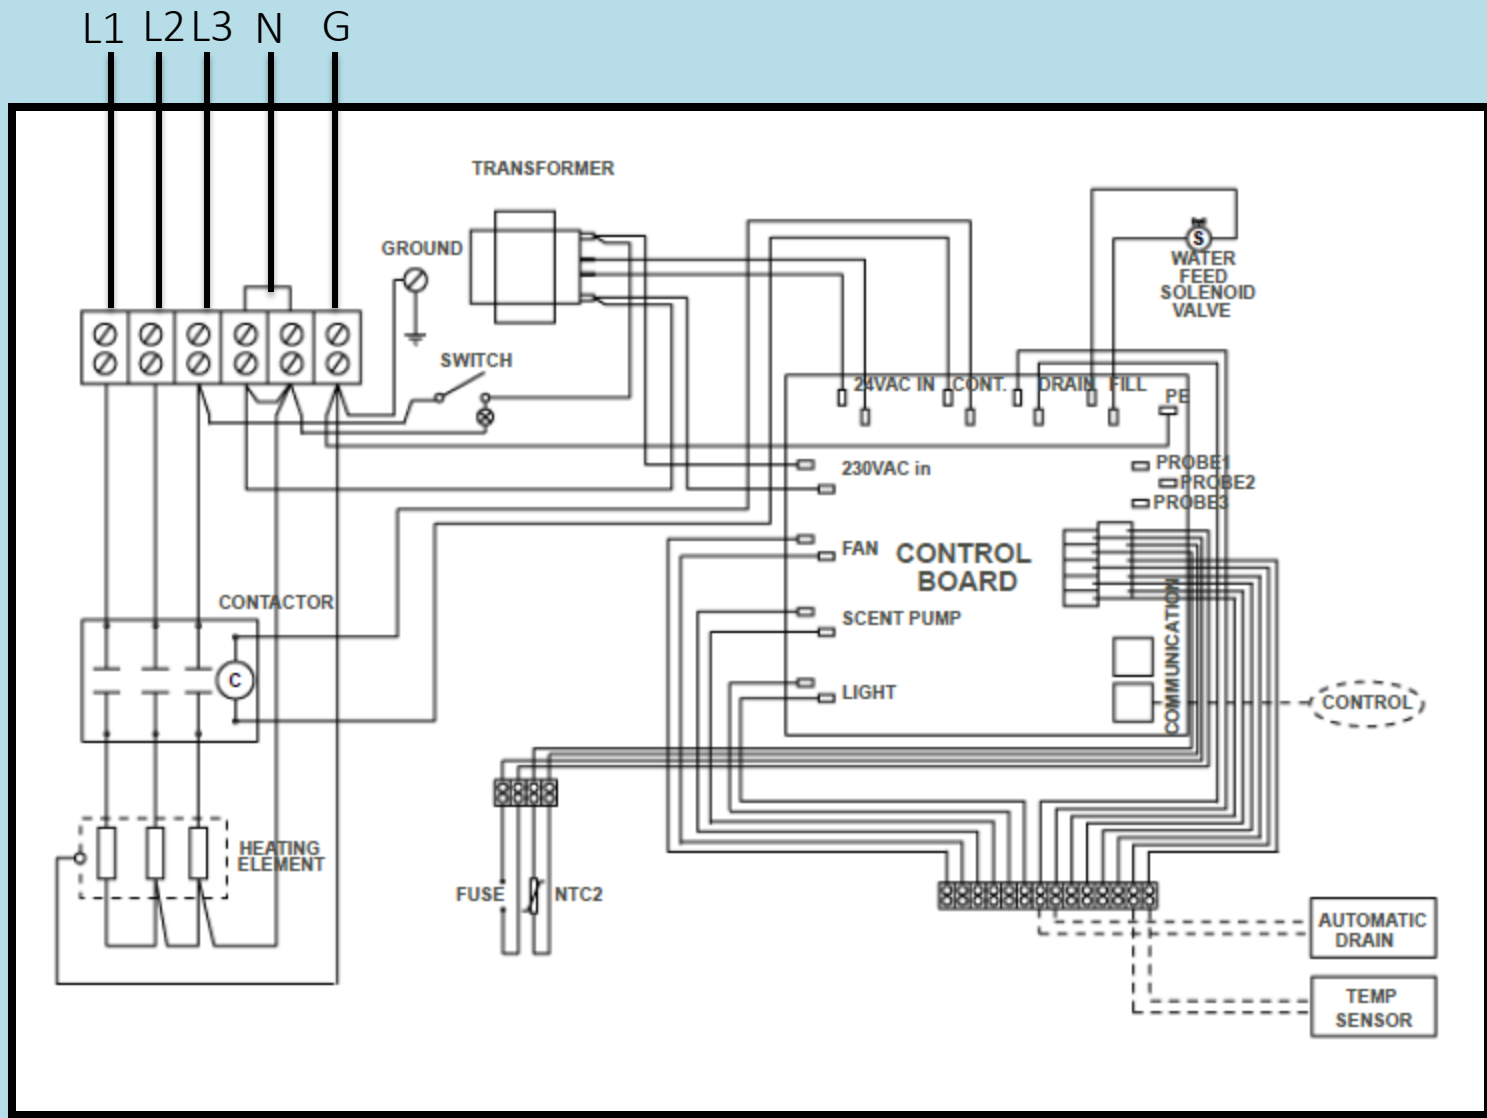 L1 L2 L3 N G
TRANSFORMER
GROUND
SWITCH
S
WATER
FEED
SOLENOID
VALVE
24VAC IN CONT. DRAIN FILL
PE
230VAC in
PROBE1
PROBE2
PROBE3
FAN
CONTROL
BOARD
CONTACTOR
C
SCENT PUMP
COMMUNICATION
LIGHT
CONTROL
HEATING
ELEMENT
FUSE
NTC2
AUTOMATIC
DRAIN
TEMP
SENSOR